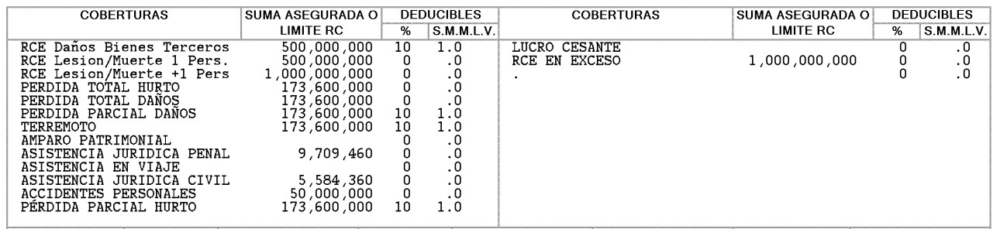 COBERTURAS SUMA ASEGURADA O LIMITE RC DEDUCIBLES % S.M.M.L.V.
RCE Daños Bienes Terceros 500,000,000 10 1.0
RCE Lesion/Muerte 1 Pers. 500,000,000 0 .0
RCE Lesion/Muerte +1 Pers 1,000,000,000 0 .0
PERDIDA TOTAL HURTO 173,600,000 0 .0
PERDIDA TOTAL DAÑOS 173,600,000 0 .0
PERDIDA PARCIAL DAÑOS 173,600,000 10 1.0
TERREMOTO 173,600,000 10 1.0
AMPARO PATRIMONIAL 0 .0
ASISTENCIA JURIDICA PENAL 9,709,460 0 .0
ASISTENCIA EN VIAJE 0 .0
ASISTENCIA JURIDICA CIVIL 5,584,360 0 .0
ACCIDENTES PERSONALES 50,000,000 0 .0
PÉRDIDA PARCIAL HURTO 173,600,000 10 1.0
COBERTURAS SUMA ASEGURADA O LIMITE RC DEDUCIBLES % S.M.M.L.V.
LUCRO CESANTE 0 .0
RCE EN EXCESO 1,000,000,000 0 .0
. 0 .0